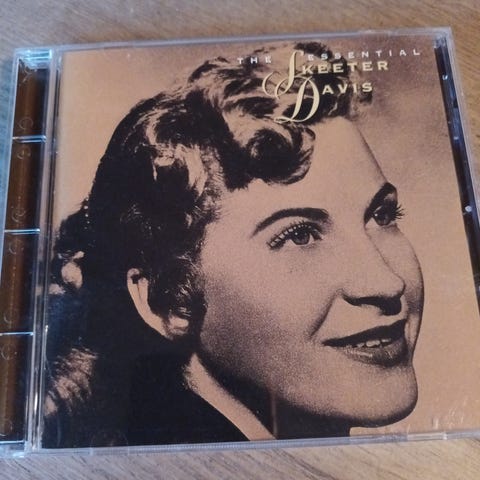 THE ESSENTIAL
SKEETER
DAVIS